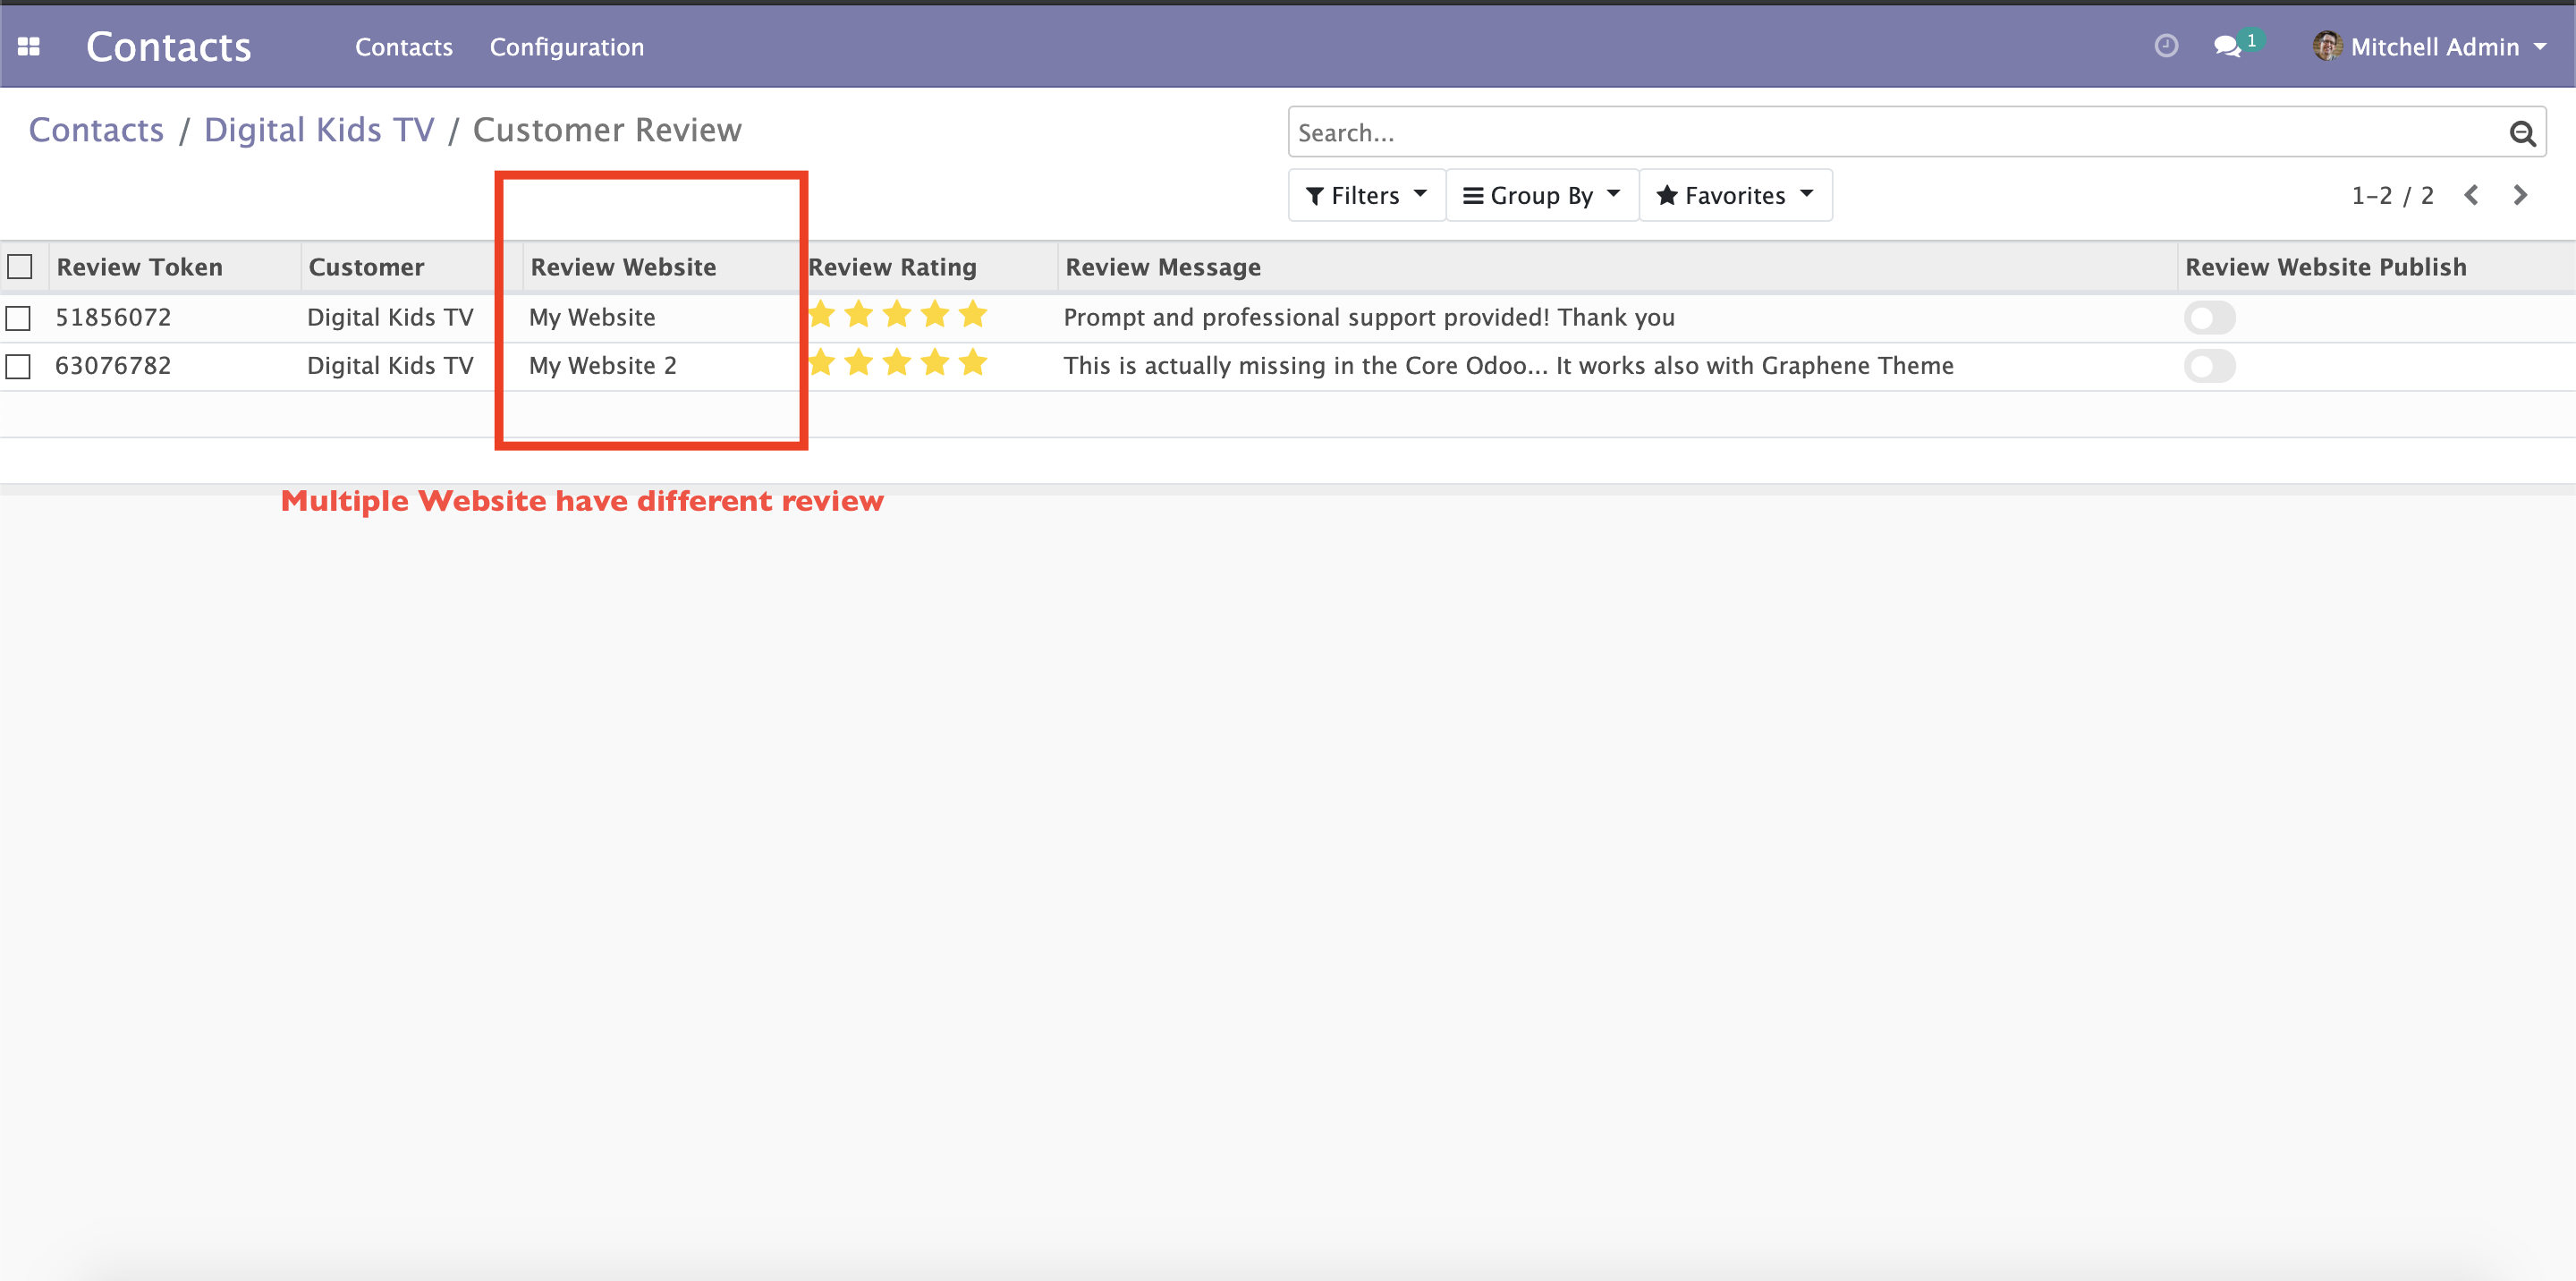 Contacts Contacts Configuration 1 Mitchell Admin
Contacts / Digital Kids TV / Customer Review
Search...
Filters Group By Favorites 1-2 / 2
Review Token Customer Review Website Review Rating Review Message Review Website Publish
51856072 Digital Kids TV My Website Prompt and professional support provided! Thank you
63076782 Digital Kids TV My Website 2 This is actually missing in the Core Odoo... It works also with Graphene Theme
Multiple Website have different review